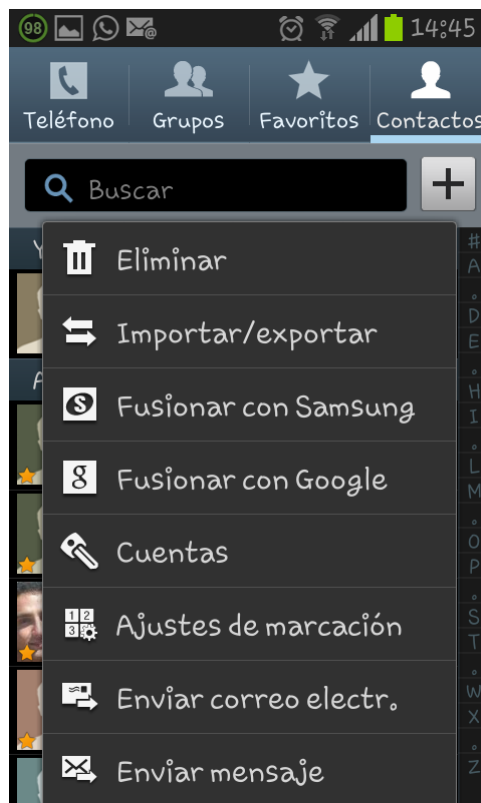 98
14:45
Teléfono
Grupos
Favoritos
Contactos
Buscar
Eliminar
Importar/exportar
Fusionar con Samsung
Fusionar con Google
Cuentas
Ajustes de marcación
Enviar correo electr.
Enviar mensaje
#
A
D
E
H
I
L
M
O
P
S
T
W
X
Z